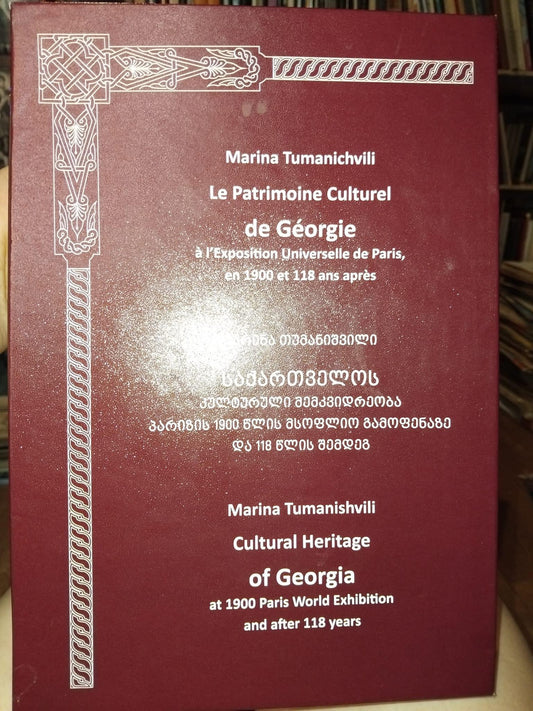 Marina Tumanichvili
Le Patrimoine Culturel
de Géorgie
à l'Exposition Universelle de Paris,
en 1900 et 118 ans après
თუმანიშვილი
საქართველოს
კულტურული მემკვიდრეობა
პარიზის 1900 წლის მსოფლიო გამოფენაზე
და 118 წლის შემდეგ
Marina Tumanishvili
Cultural Heritage
of Georgia
at 1900 Paris World Exhibition
and after 118 years